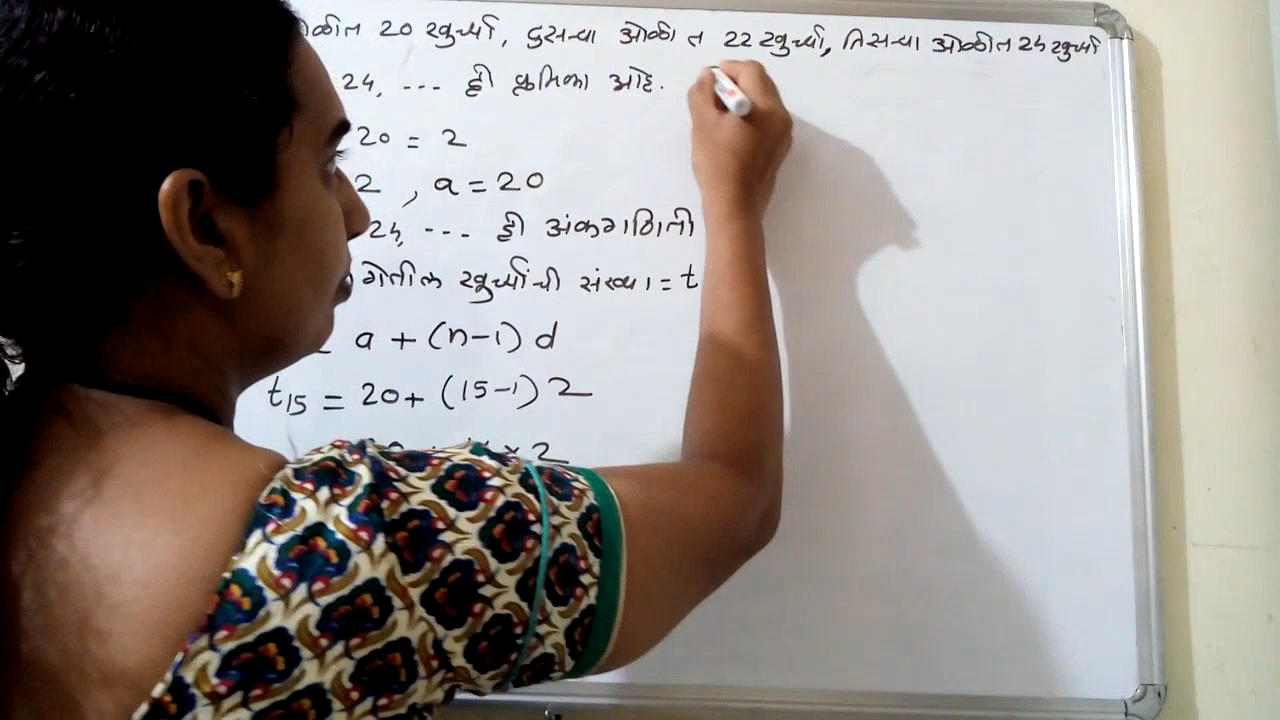 ओळीत 20 खुर्च्या, दुसऱ्या ओळीत 22 खुर्च्या, तिसऱ्या ओळीत 24 खुर्च्या
24, --- ही क्रमिका आहे.
20 = 2
2 , a = 20
24, --- ही अंकगणिती
खुर्च्यांची संख्या = t
a + (n-1) d
t15 = 20 + (15-1) 2
× 2